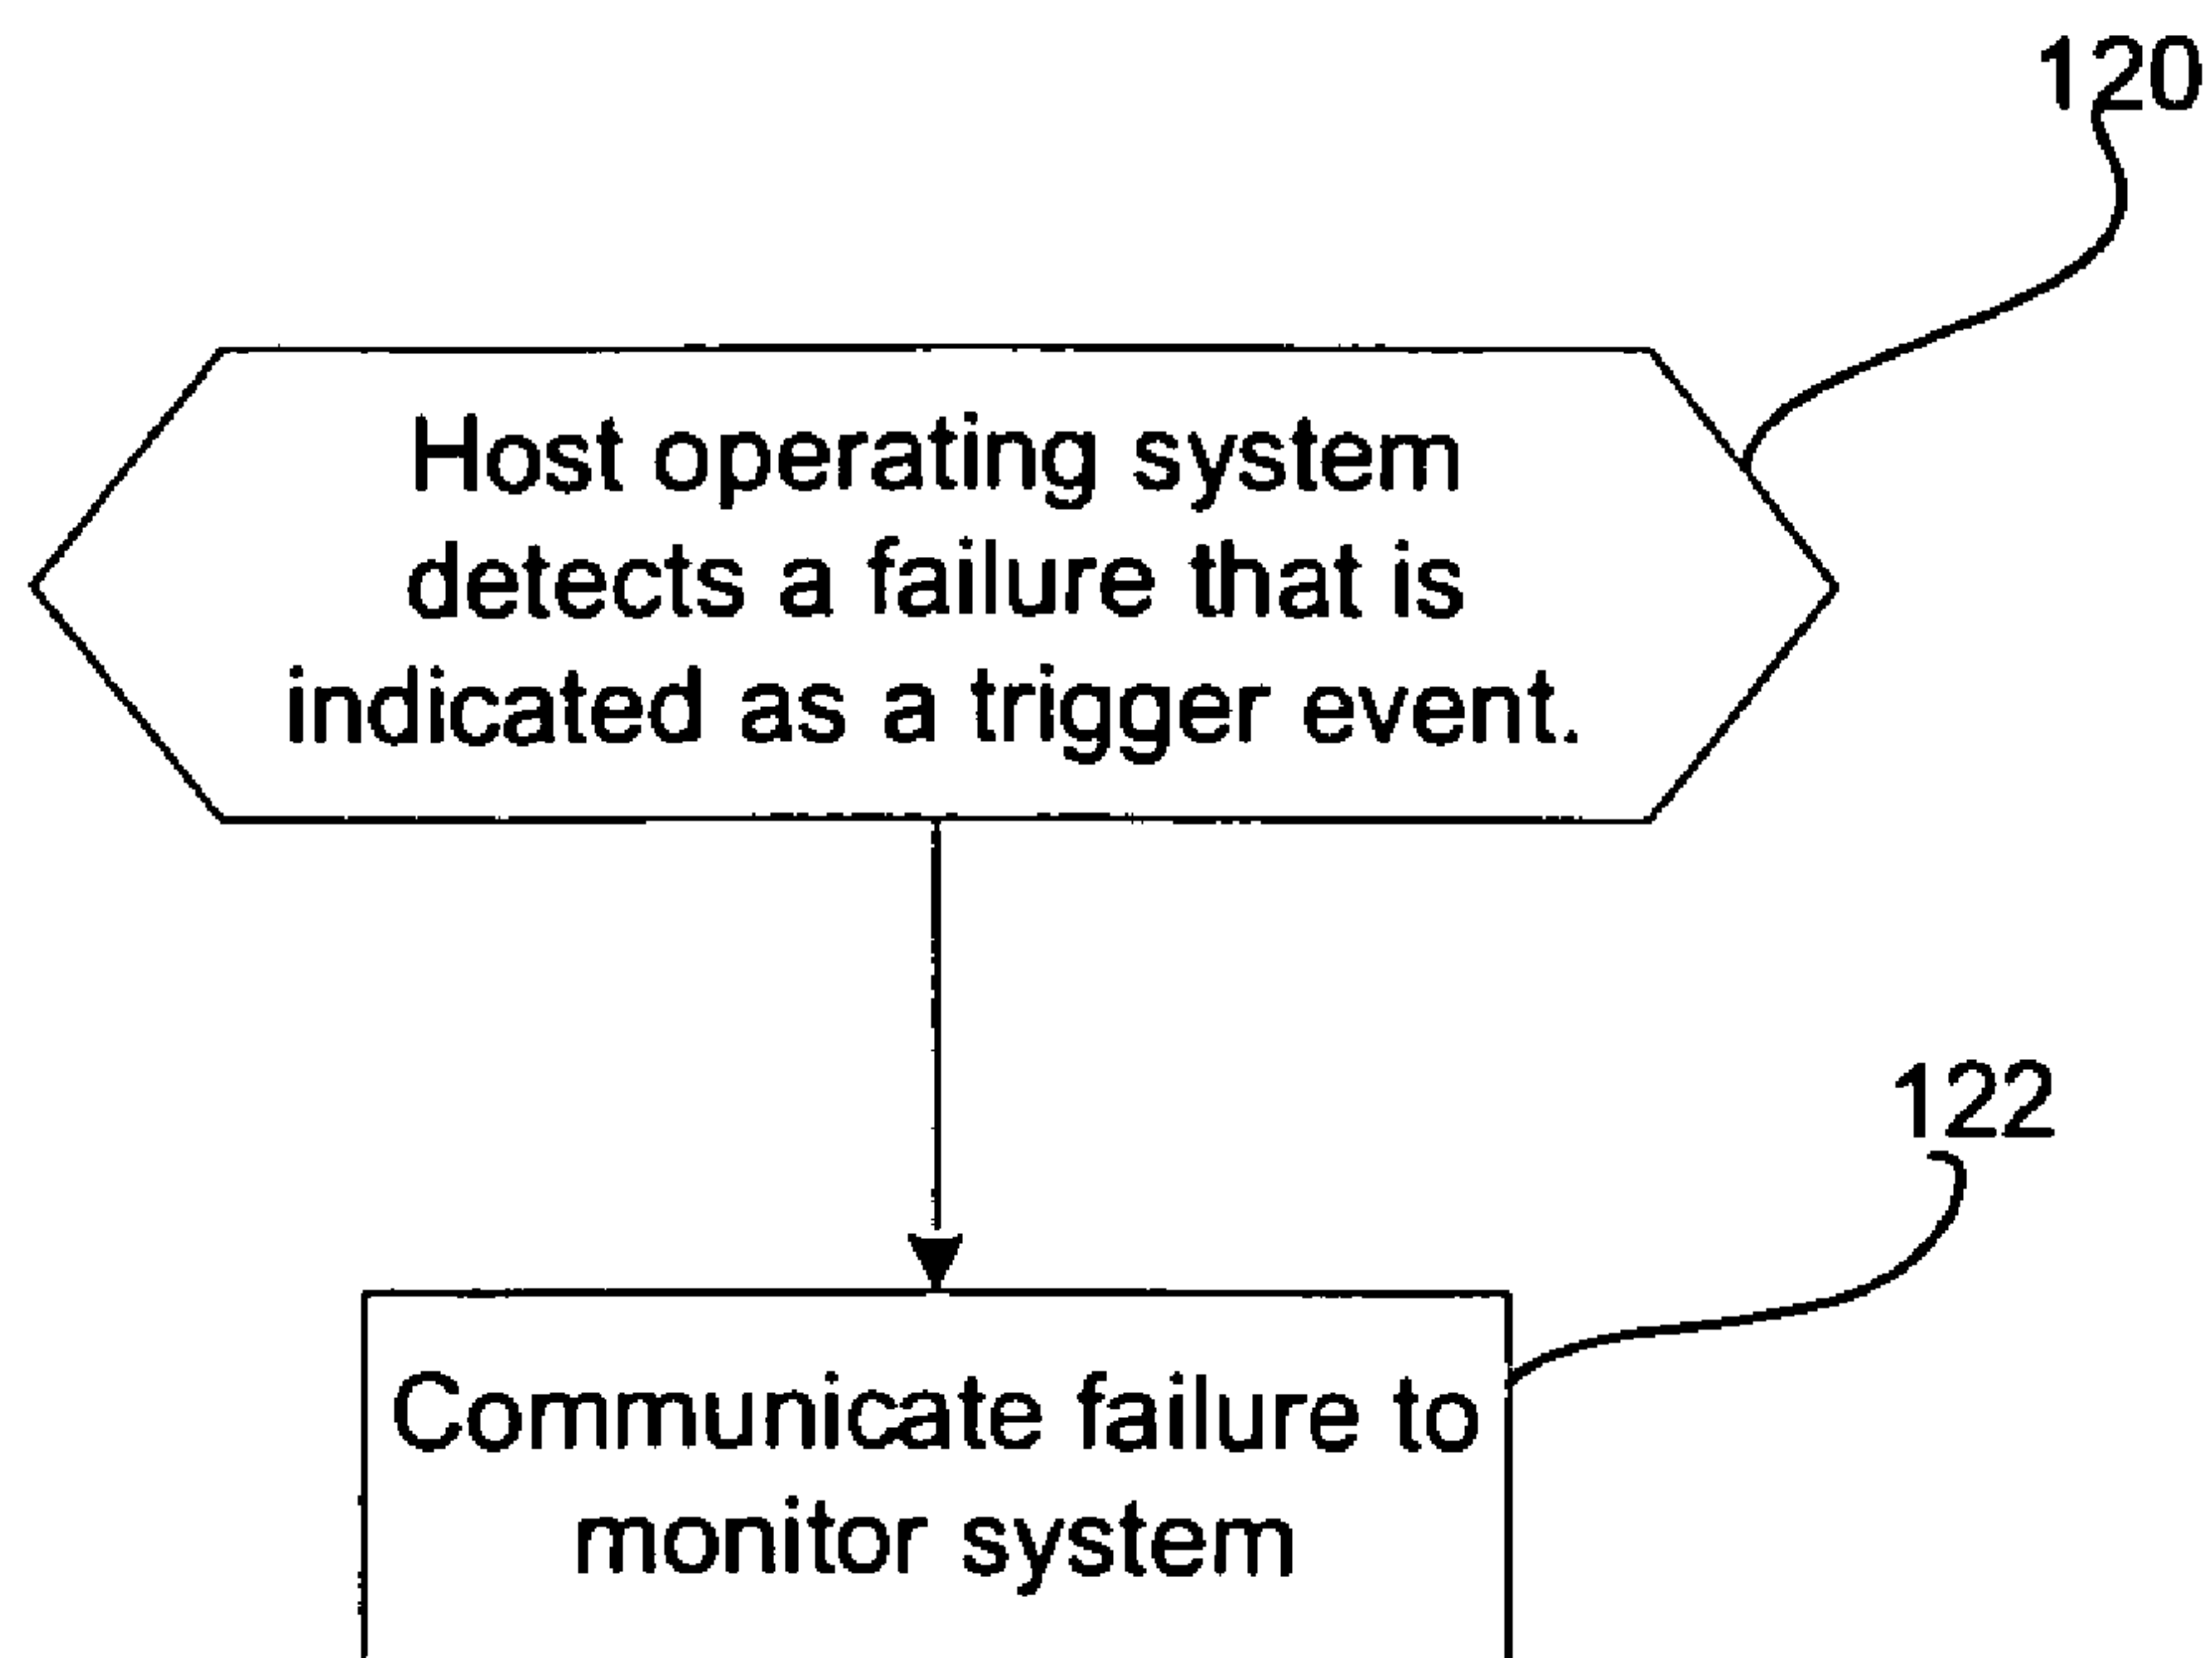 120
Host operating system
detects a failure that is
indicated as a trigger event.
122
Communicate failure to
monitor system